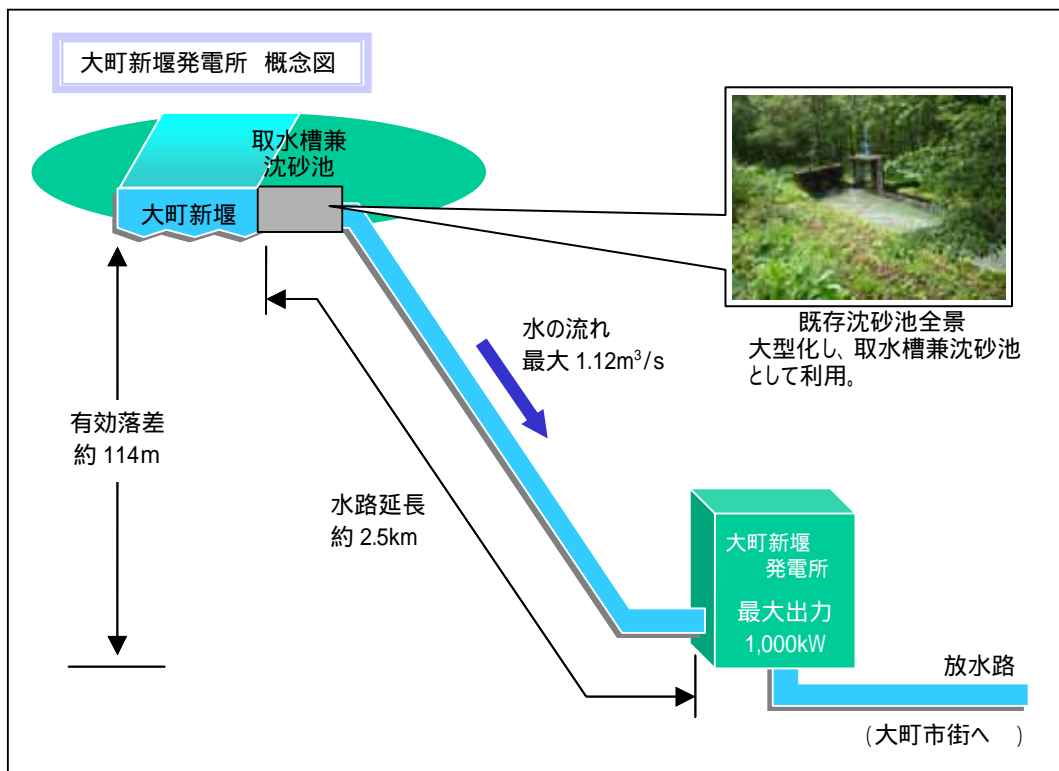 大町新堰発電所 概念図
取水槽兼
沈砂池
大町新堰
既存沈砂池全景
大型化し、取水槽兼沈砂池
として利用。
水の流れ
最大 1.12m³/s
有効落差
約 114m
水路延長
約 2.5km
大町新堰
発電所
最大出力
1,000kW
放水路
(大町市街へ )